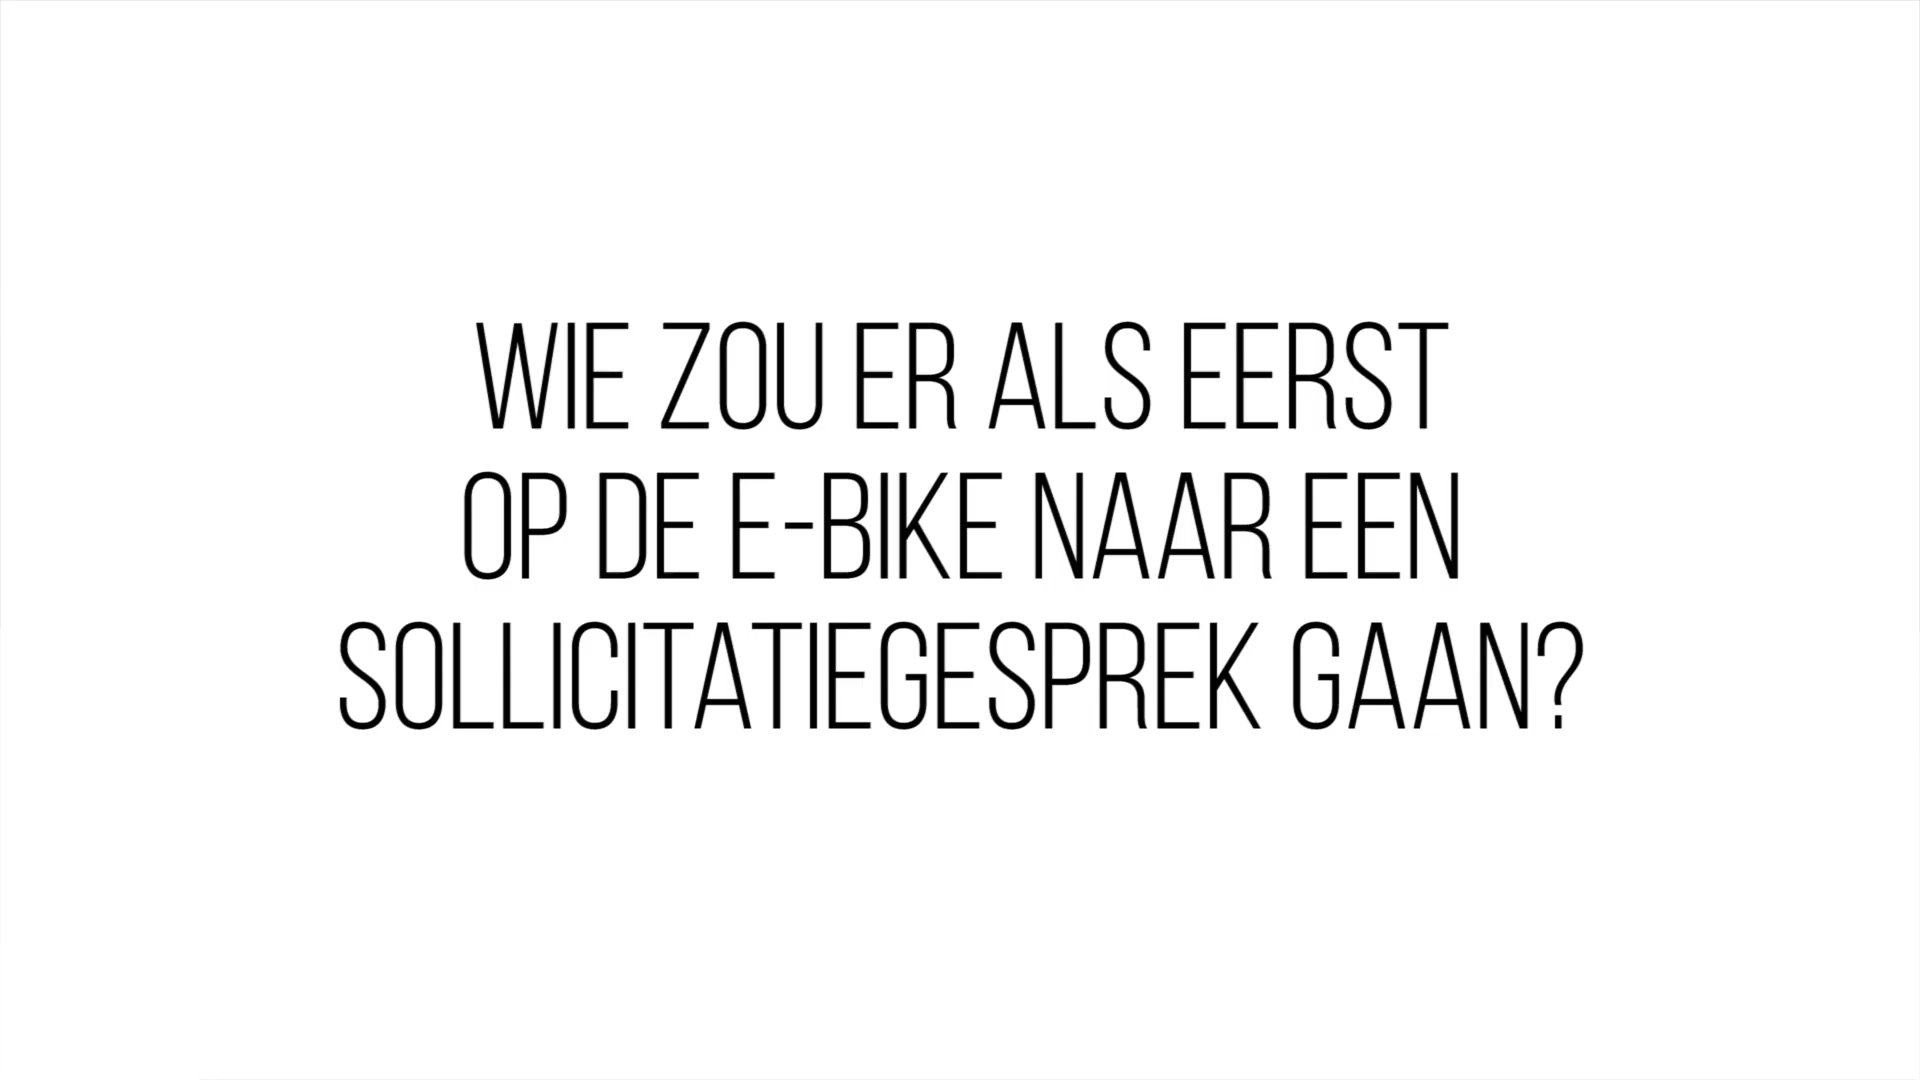 WIE ZOU ER ALS EERST
OP DE E-BIKE NAAR EEN
SOLLICITATIEGESPREK GAAN?